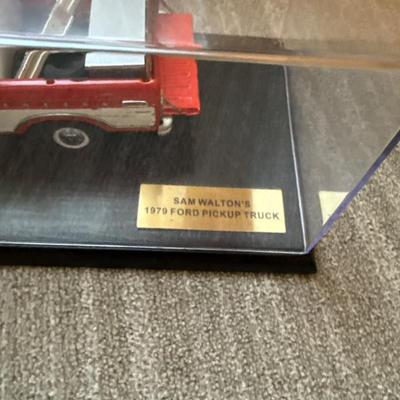 SAM WALTON'S
1979 FORD PICKUP TRUCK